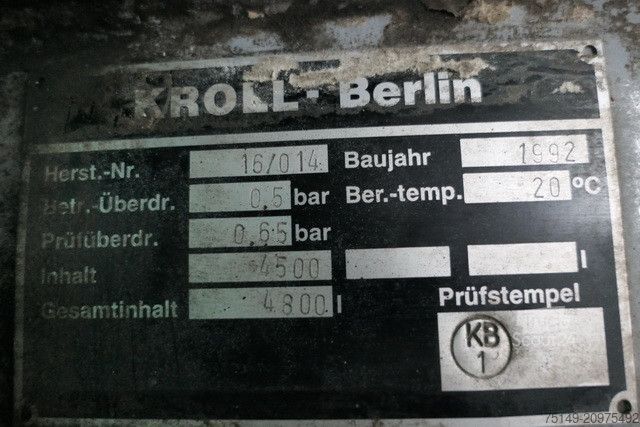 KROLL - Berlin
Herst.-Nr. 16/014 Baujahr 1992
Betr.-Überdr. 0,5 bar Ber.-temp. 20 °C
Prüfüberdr. 0,65 bar
Inhalt 4500 l
Gesamtinhalt 4800 l
Prüfstempel
KB
1
75149-20975492